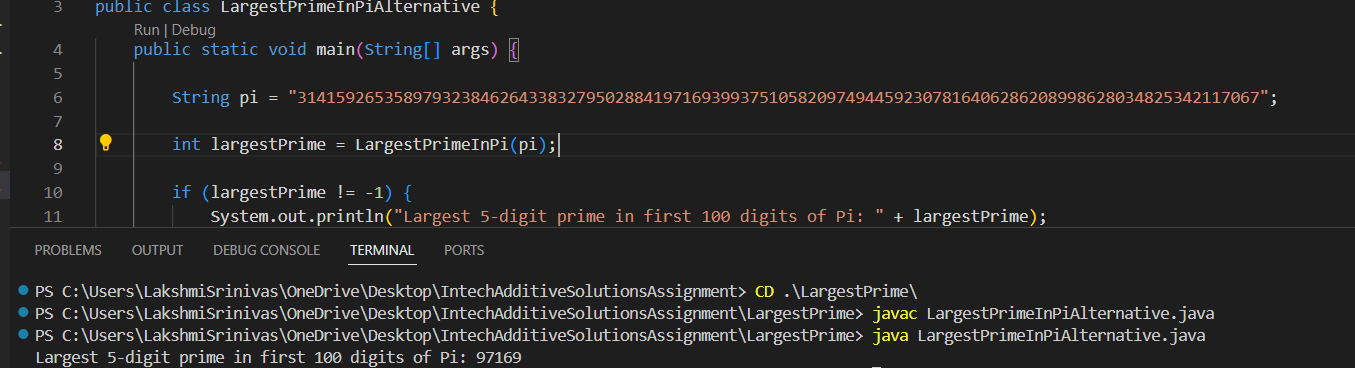 3 public class LargestPrimeInPiAlternative {
Run | Debug
4 public static void main(String[] args) {
5
6 String pi = "3141592653589793238462643383279502884197169399375105820974944592307816406286208998628034825342117067";
7
8 int largestPrime = LargestPrimeInPi(pi);
9
10 if (largestPrime != -1) {
11 System.out.println("Largest 5-digit prime in first 100 digits of Pi: " + largestPrime);
PROBLEMS OUTPUT DEBUG CONSOLE TERMINAL PORTS
PS C:\Users\LakshmiSrinivas\OneDrive\Desktop\IntechAdditiveSolutionsAssignment> CD .\LargestPrime\
PS C:\Users\LakshmiSrinivas\OneDrive\Desktop\IntechAdditiveSolutionsAssignment\LargestPrime> javac LargestPrimeInPiAlternative.java
PS C:\Users\LakshmiSrinivas\OneDrive\Desktop\IntechAdditiveSolutionsAssignment\LargestPrime> java LargestPrimeInPiAlternative.java
Largest 5-digit prime in first 100 digits of Pi: 97169